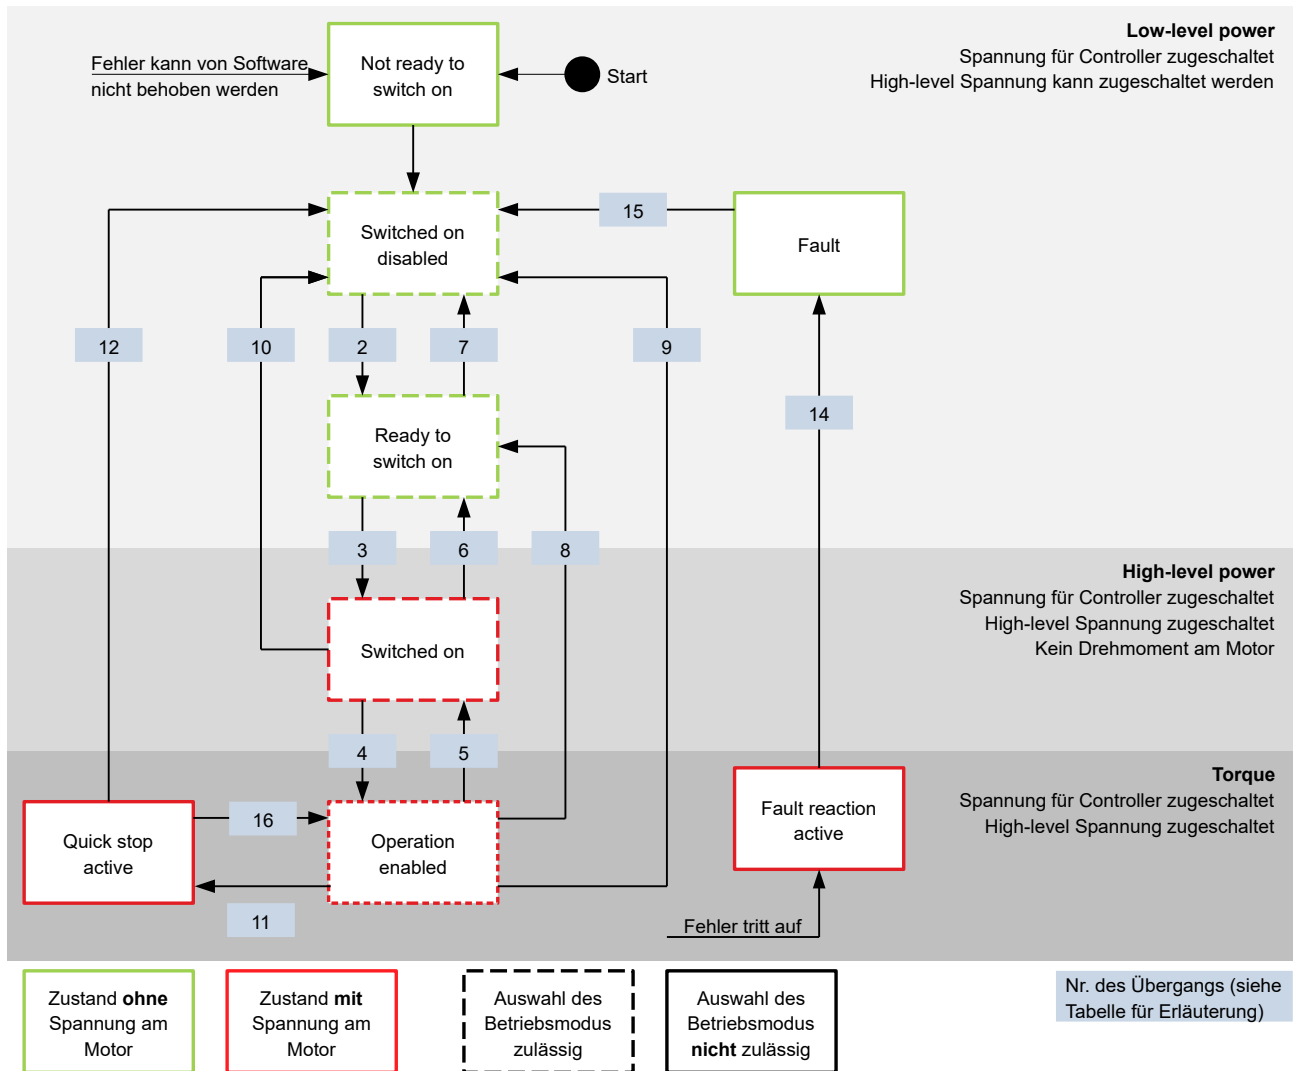 Low-level power
Spannung für Controller zugeschaltet
High-level Spannung kann zugeschaltet werden
Fehler kann von Software
nicht behoben werden
Not ready to
switch on
Start
Switched on
disabled
15
Fault
12
10
2
7
9
14
Ready to
switch on
3
6
8
High-level power
Spannung für Controller zugeschaltet
High-level Spannung zugeschaltet
Kein Drehmoment am Motor
Switched on
4
5
Torque
Spannung für Controller zugeschaltet
High-level Spannung zugeschaltet
Quick stop
active
16
Operation
enabled
Fault reaction
active
11
Fehler tritt auf
Zustand ohne
Spannung am
Motor
Zustand mit
Spannung am
Motor
Auswahl des
Betriebsmodus
zulässig
Auswahl des
Betriebsmodus
nicht zulässig
Nr. des Übergangs (siehe
Tabelle für Erläuterung)